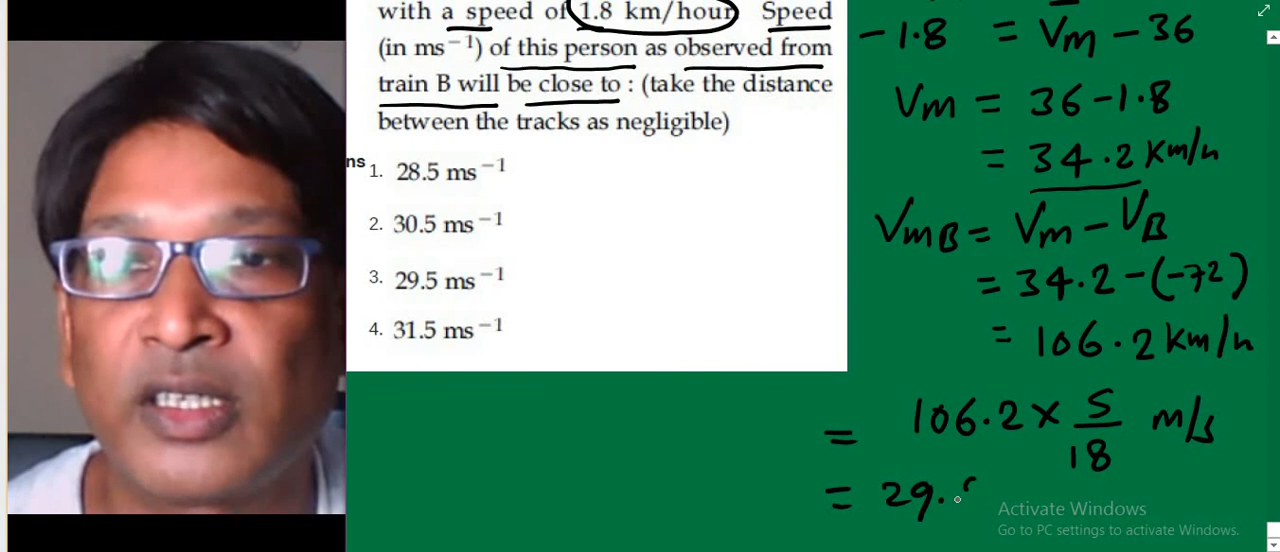 with a speed of 1.8 km/hour Speed
(in ms⁻¹) of this person as observed from
train B will be close to : (take the distance
between the tracks as negligible)
ns
1. 28.5 ms⁻¹
2. 30.5 ms⁻¹
3. 29.5 ms⁻¹
4. 31.5 ms⁻¹
-1.8 = Vm - 36
Vm = 36 - 1.8
= 34.2 Km/h
VmB = Vm - VB
= 34.2 - (-72)
= 106.2 km/h
= 106.2 × 5/18 m/s
= 29.
Activate Windows
Go to PC settings to activate Windows.